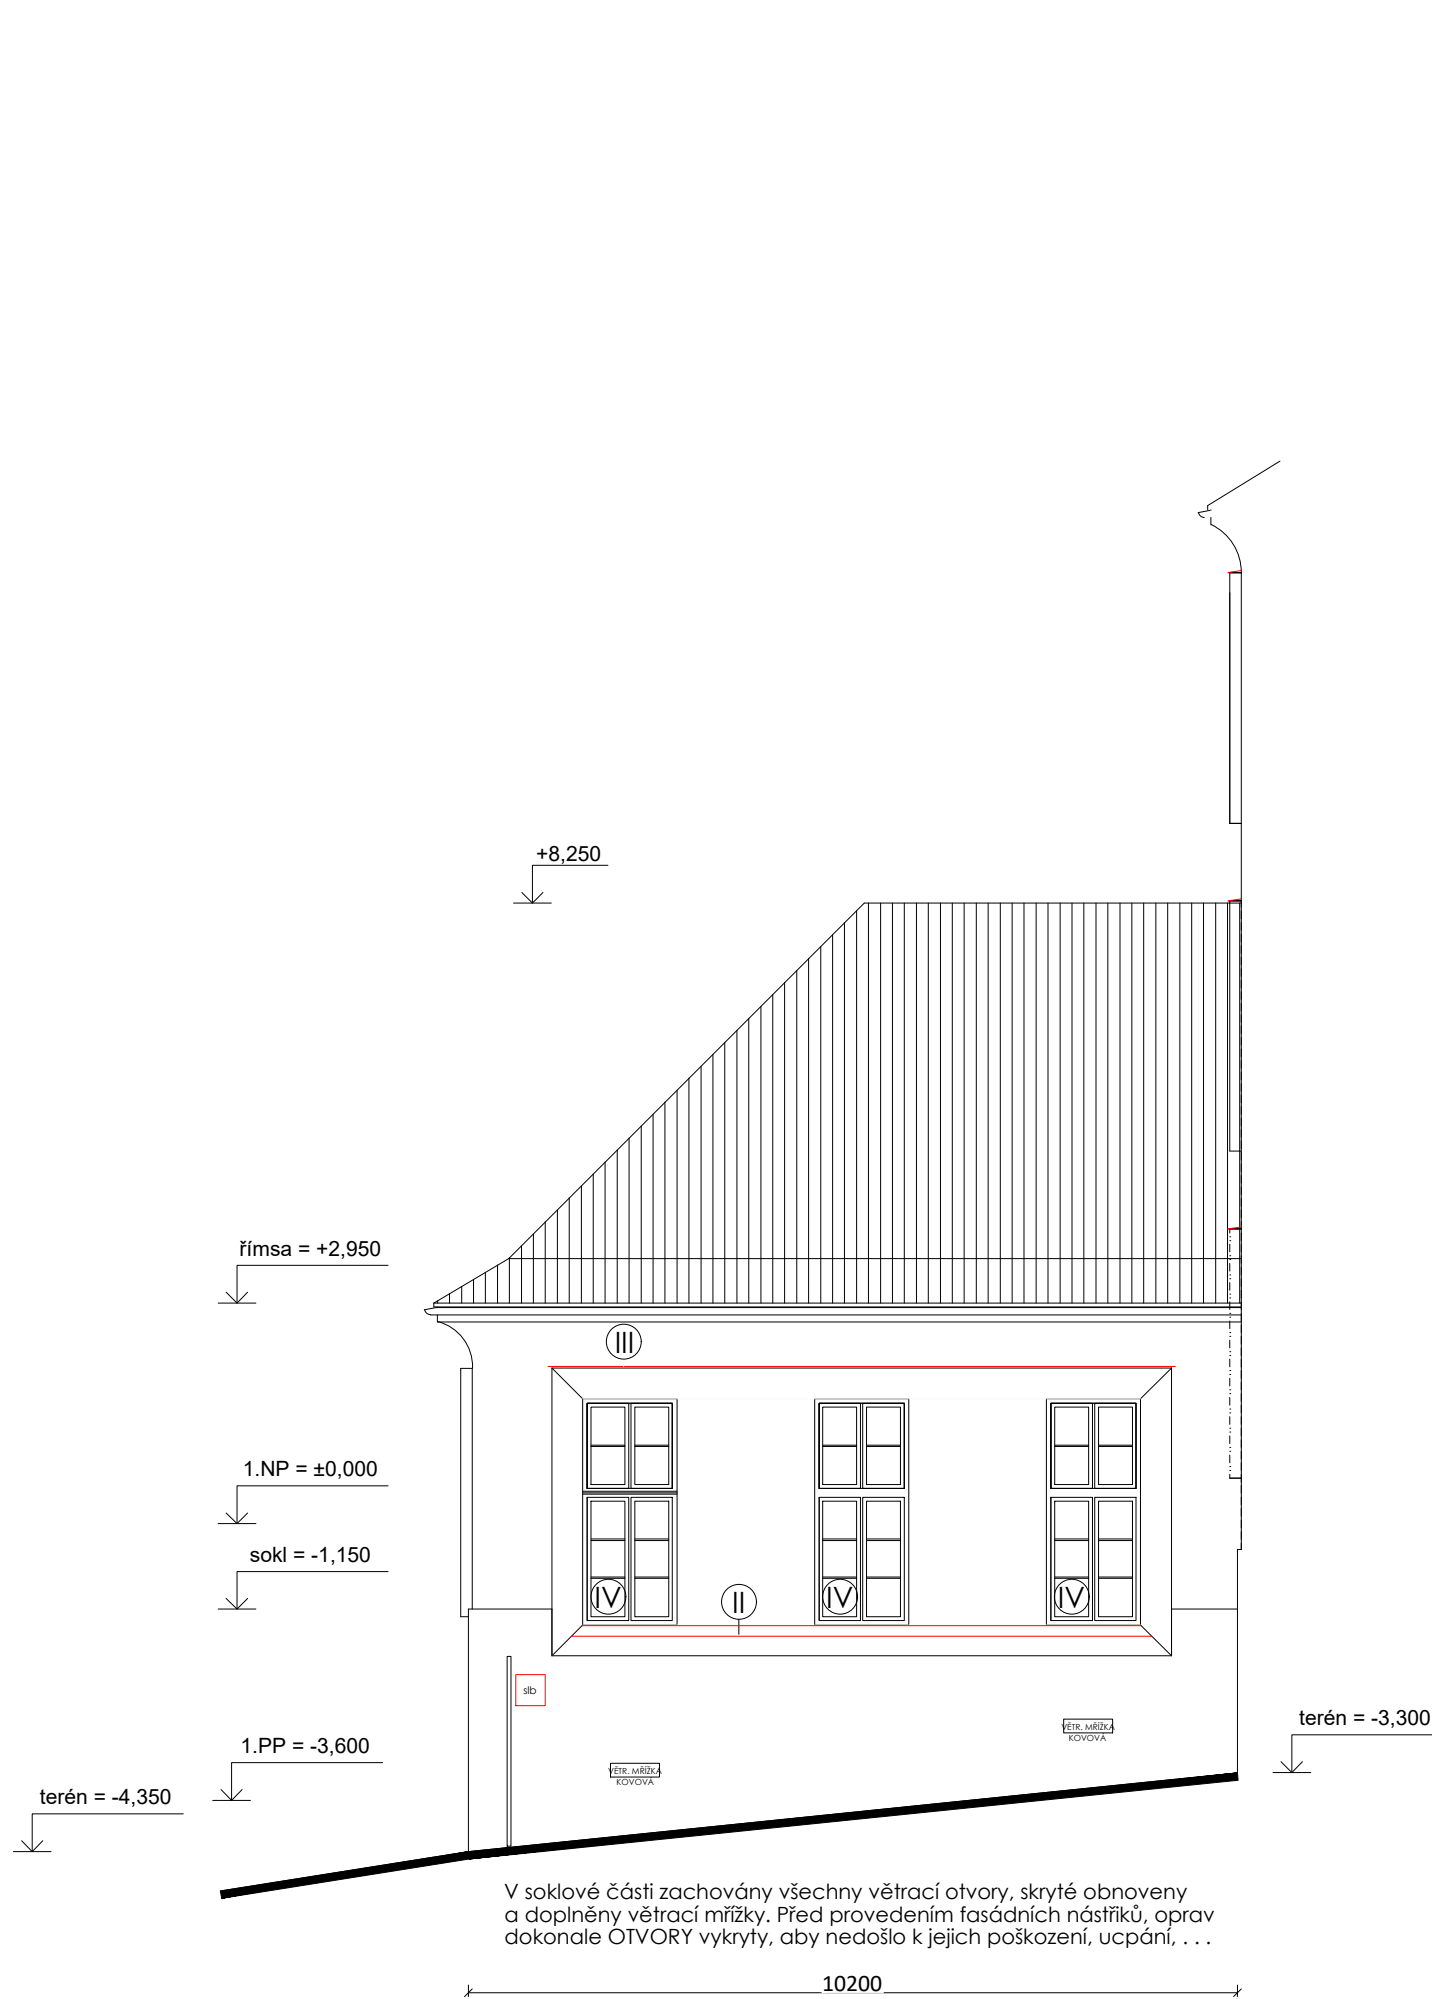 +8,250
římsa = +2,950
III
1.NP = ±0,000
sokl = -1,150
IV
II
IV
IV
slb
terén = -3,300
VĚTR. MŘÍŽKA
KOVOVÁ
1.PP = -3,600
VĚTR. MŘÍŽKA
KOVOVÁ
terén = -4,350
V soklové části zachovány všechny větrací otvory, skryté obnoveny
a doplněny větrací mřížky. Před provedením fasádních nástřiků, oprav
dokonale OTVORY vykryty, aby nedošlo k jejich poškození, ucpání, . . .
10200